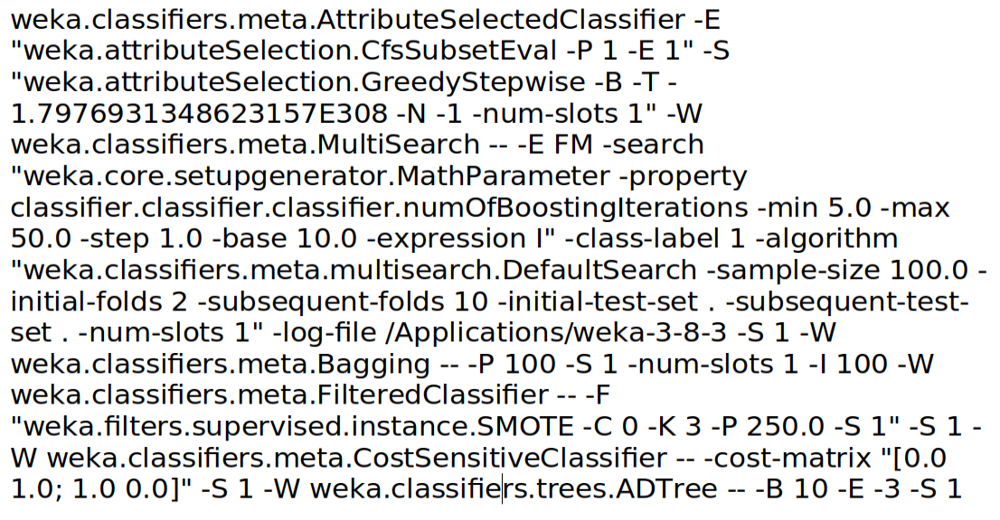 weka.classifiers.meta.AttributeSelectedClassifier -E
"weka.attributeSelection.CfsSubsetEval -P 1 -E 1" -S
"weka.attributeSelection.GreedyStepwise -B -T -
1.7976931348623157E308 -N -1 -num-slots 1" -W
weka.classifiers.meta.MultiSearch -- -E FM -search
"weka.core.setupgenerator.MathParameter -property
classifier.classifier.classifier.numOfBoostingIterations -min 5.0 -max
50.0 -step 1.0 -base 10.0 -expression I" -class-label 1 -algorithm
"weka.classifiers.meta.multisearch.DefaultSearch -sample-size 100.0 -
initial-folds 2 -subsequent-folds 10 -initial-test-set . -subsequent-test-
set . -num-slots 1" -log-file /Applications/weka-3-8-3 -S 1 -W
weka.classifiers.meta.Bagging -- -P 100 -S 1 -num-slots 1 -I 100 -W
weka.classifiers.meta.FilteredClassifier -- -F
"weka.filters.supervised.instance.SMOTE -C 0 -K 3 -P 250.0 -S 1" -S 1 -
W weka.classifiers.meta.CostSensitiveClassifier -- -cost-matrix "[0.0
1.0; 1.0 0.0]" -S 1 -W weka.classifiers.trees.ADTree -- -B 10 -E -3 -S 1